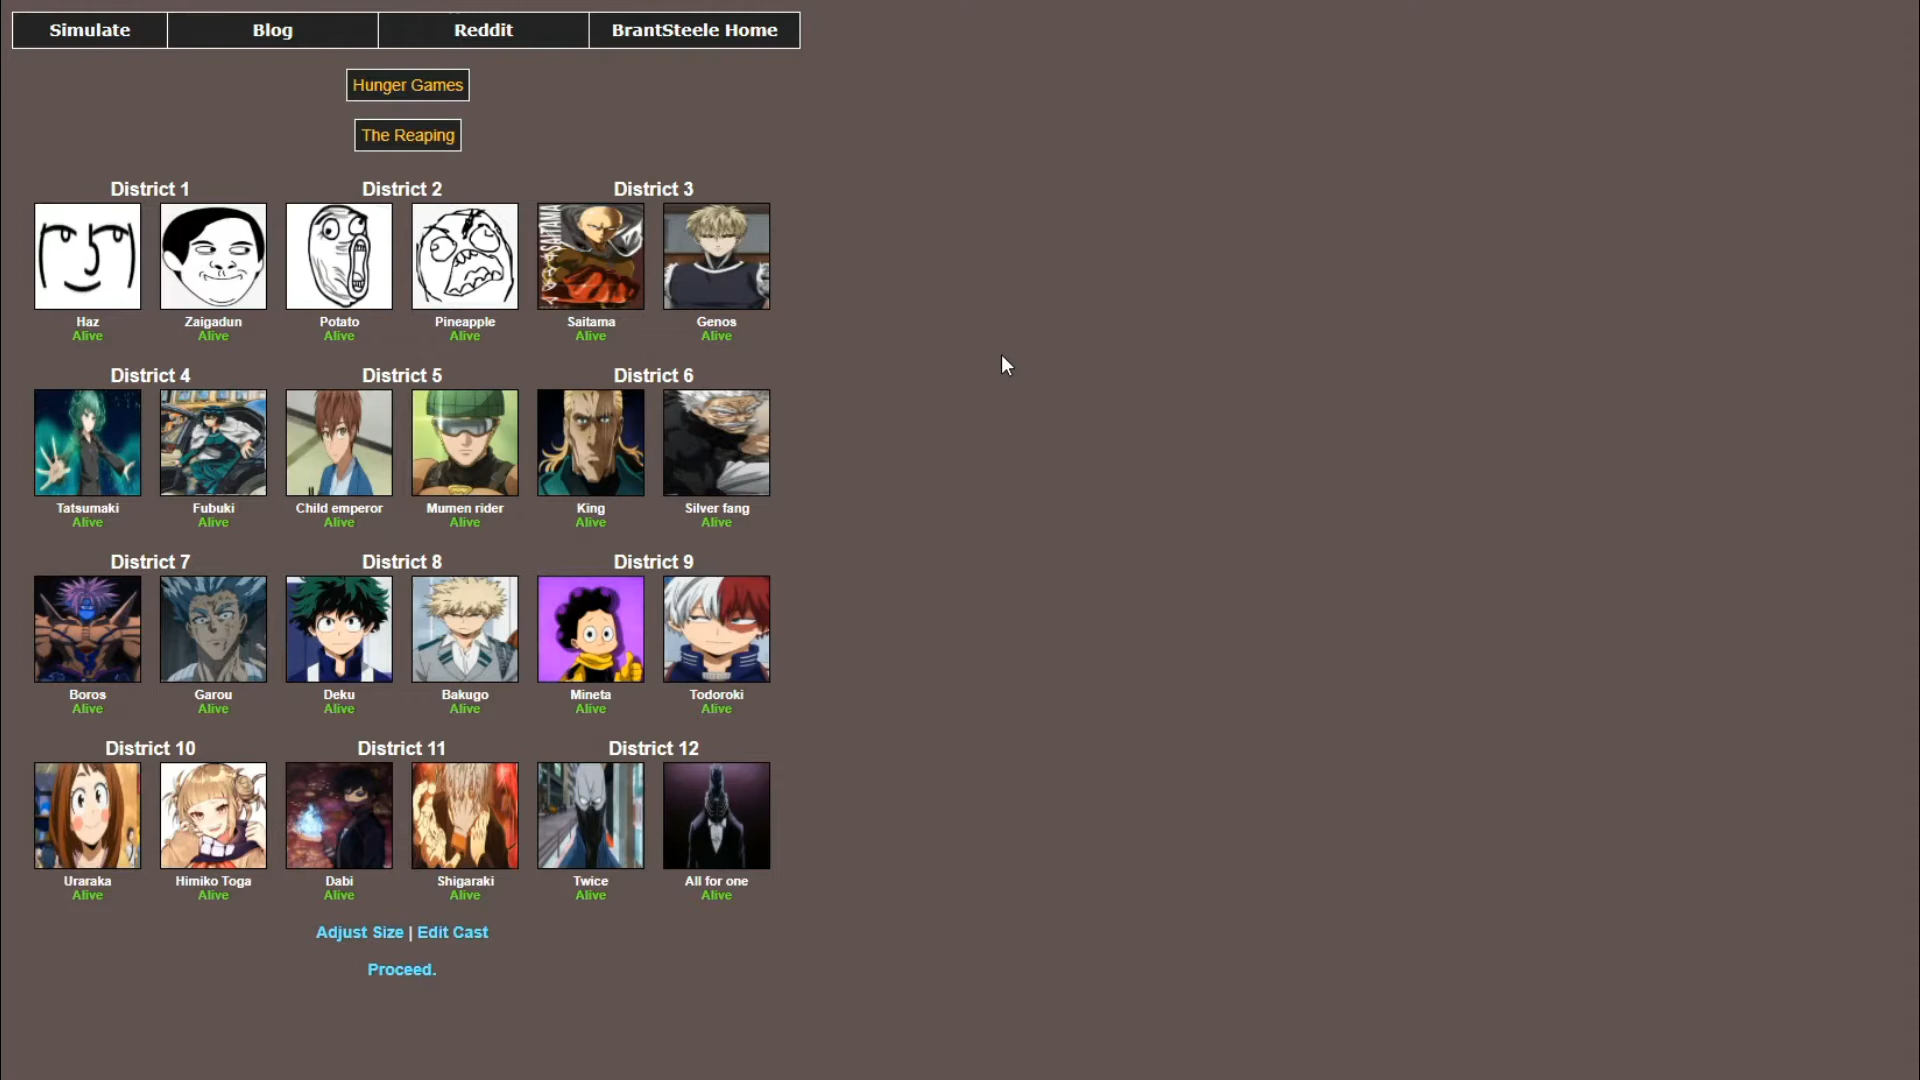 Simulate Blog Reddit BrantSteele Home
Hunger Games
The Reaping
District 1 District 2 District 3
SAITAMA
Haz Zaigadun Potato Pineapple Saitama Genos
Alive Alive Alive Alive Alive Alive
District 4 District 5 District 6
Tatsumaki Fubuki Child emperor Mumen rider King Silver fang
Alive Alive Alive Alive Alive Alive
District 7 District 8 District 9
Boros Garou Deku Bakugo Mineta Todoroki
Alive Alive Alive Alive Alive Alive
District 10 District 11 District 12
Uraraka Himiko Toga Dabi Shigaraki Twice All for one
Alive Alive Alive Alive Alive Alive
Adjust Size | Edit Cast
Proceed.